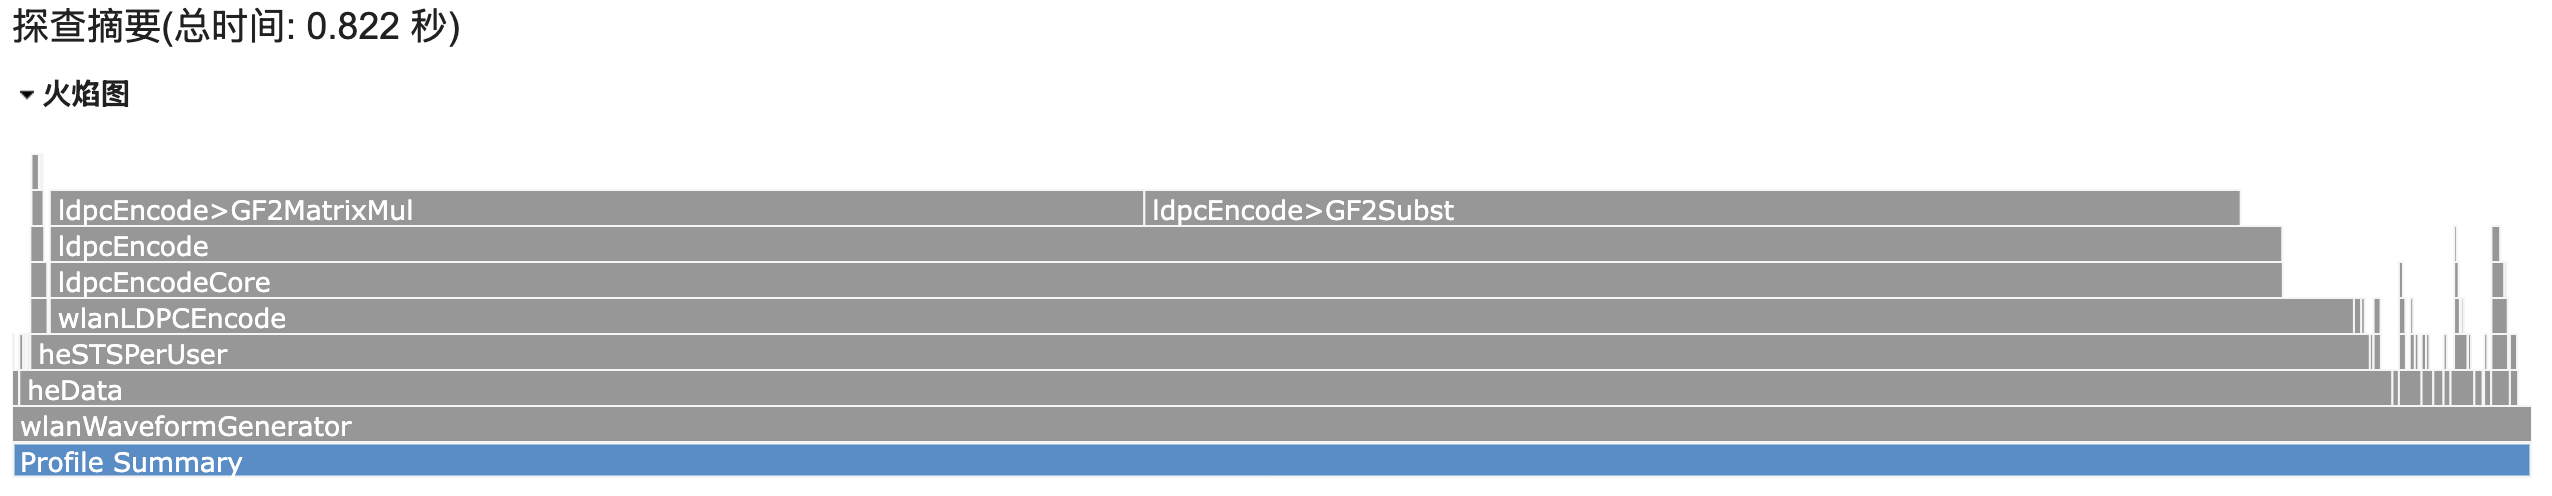 探查摘要(总时间: 0.822 秒)
火焰图
ldpcEncode>GF2MatrixMul ldpcEncode>GF2Subst
ldpcEncode
ldpcEncodeCore
wlanLDPCEncode
heSTSPerUser
heData
wlanWaveformGenerator
Profile Summary